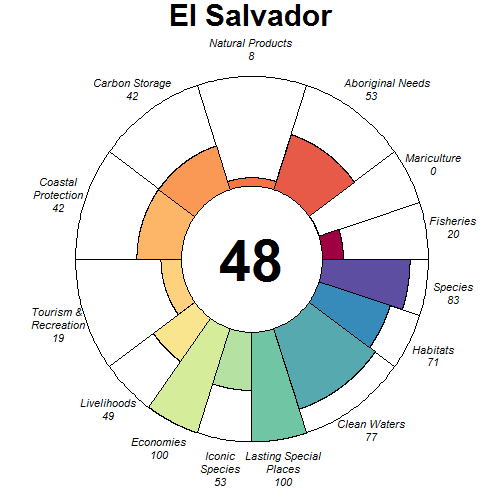 El Salvador
Natural Products
8
Carbon Storage
42
Aboriginal Needs
53
Mariculture
0
Coastal
Protection
42
Fisheries
20
48
Species
83
Tourism &
Recreation
19
Habitats
71
Livelihoods
49
Clean Waters
77
Economies
100
Iconic
Species
53
Lasting Special
Places
100